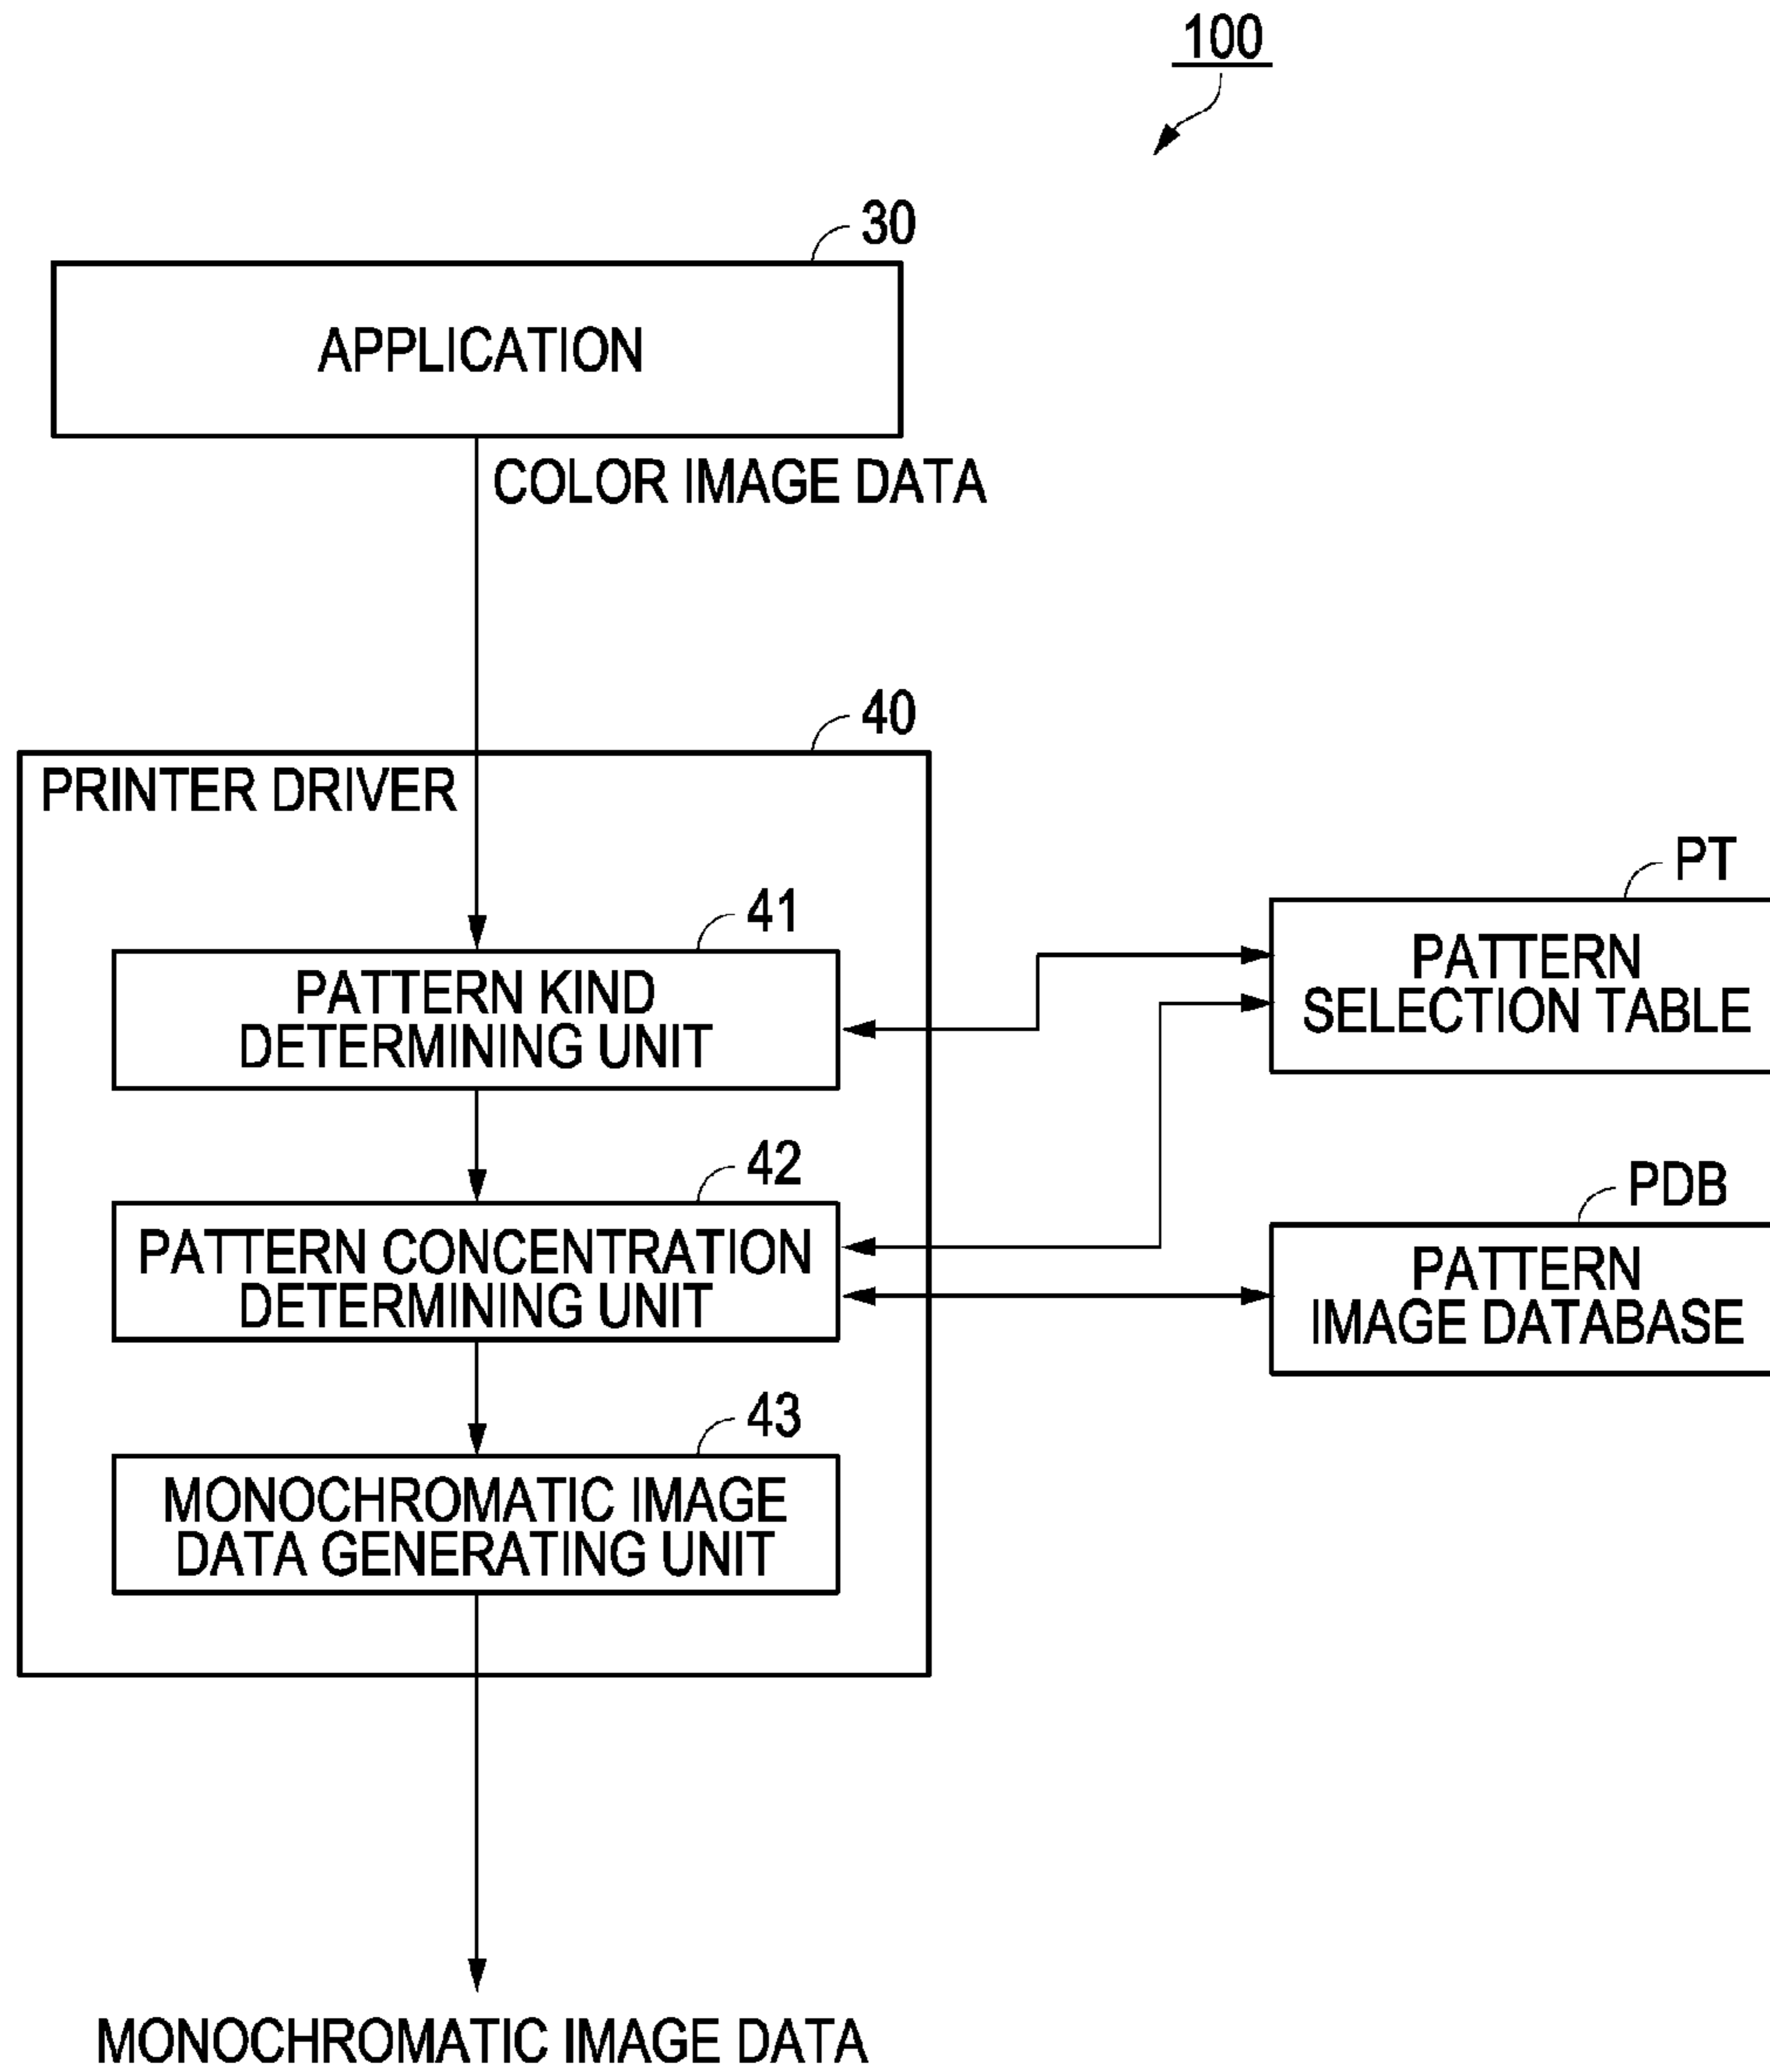 100
30
APPLICATION
COLOR IMAGE DATA
40
PRINTER DRIVER
41
PATTERN KIND
DETERMINING UNIT
42
PATTERN CONCENTRATION
DETERMINING UNIT
43
MONOCHROMATIC IMAGE
DATA GENERATING UNIT
PT
PATTERN
SELECTION TABLE
PDB
PATTERN
IMAGE DATABASE
MONOCHROMATIC IMAGE DATA